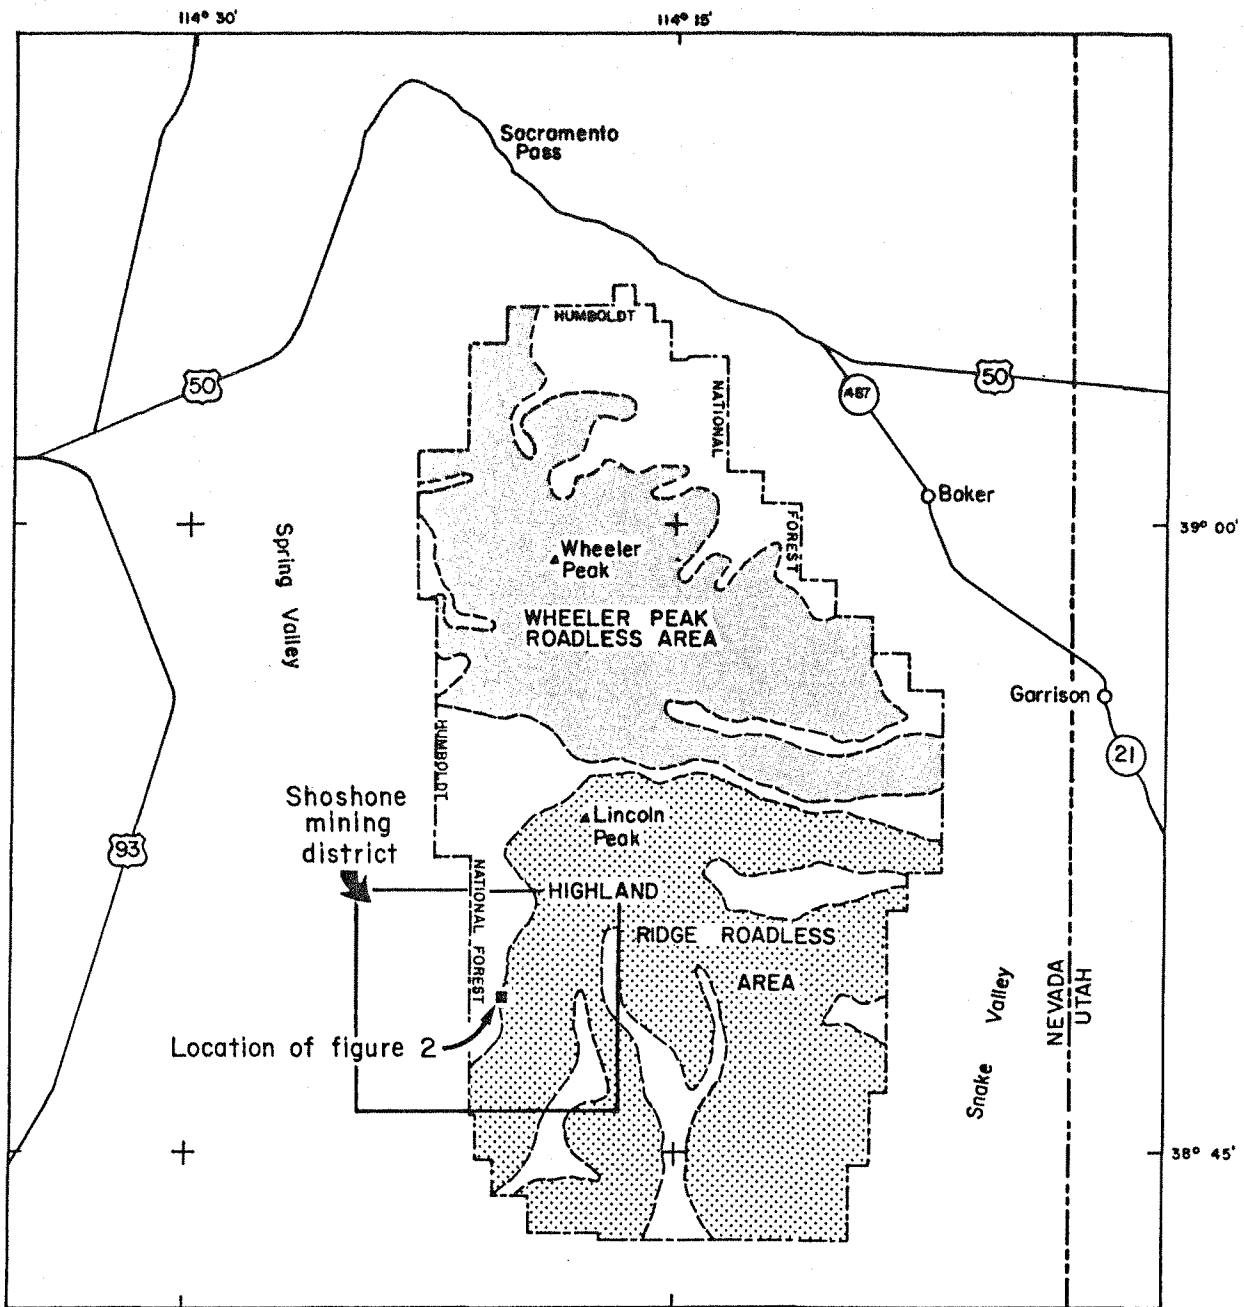 114° 30'
114° 15'
Sacramento
Pass
HUMBOLDT
50
50
487
NATIONAL
Baker
FOREST
39° 00'
Spring Valley
Wheeler
Peak
WHEELER PEAK
ROADLESS AREA
Garrison
HUMBOLDT
21
Shoshone
mining
district
Lincoln
Peak
93
NATIONAL FOREST
HIGHLAND
RIDGE ROADLESS
AREA
Snake Valley
NEVADA
UTAH
Location of figure 2
38° 45'